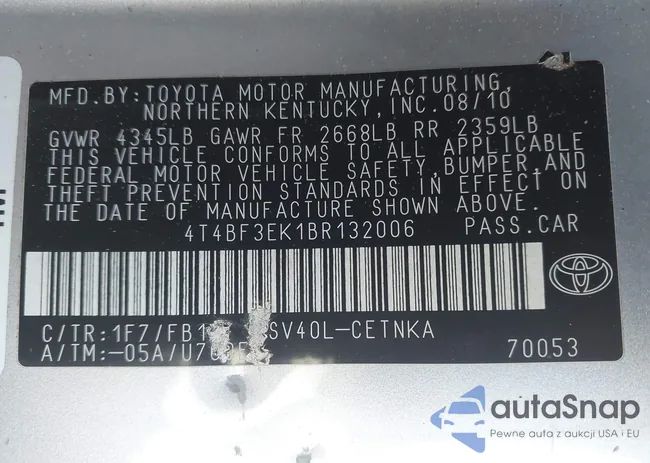 MFD.BY:TOYOTA MOTOR MANUFACTURING,
NORTHERN KENTUCKY, INC.08/10
GVWR 4345LB GAWR FR 2668LB RR 2359LB
THIS VEHICLE CONFORMS TO ALL APPLICABLE
FEDERAL MOTOR VEHICLE SAFETY,BUMPER,AND
THEFT PREVENTION STANDARDS IN EFFECT ON
THE DATE OF MANUFACTURE SHOWN ABOVE.
4T4BF3EK1BR132006 PASS.CAR
C/TR:1F7/FB1 SV40L-CETNKA
A/TM:-05A/ 70053
autaSnap
Pewne auta z aukcji USA i EU